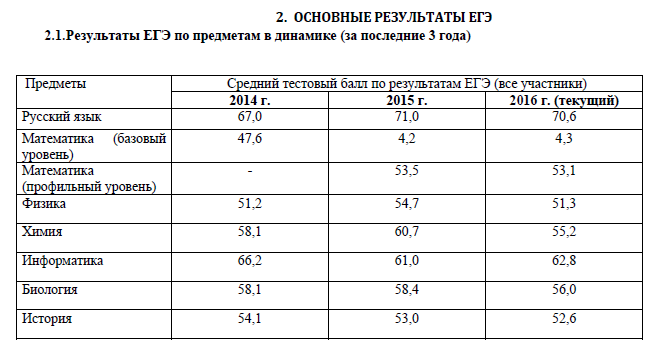 2. ОСНОВНЫЕ РЕЗУЛЬТАТЫ ЕГЭ
2.1.Результаты ЕГЭ по предметам в динамике (за последние 3 года)
Предметы Средний тестовый балл по результатам ЕГЭ (все участники)
2014 г. 2015 г. 2016 г. (текущий)
Русский язык 67,0 71,0 70,6
Математика (базовый 47,6 4,2 4,3
уровень)
Математика - 53,5 53,1
(профильный уровень)
Физика 51,2 54,7 51,3
Химия 58,1 60,7 55,2
Информатика 66,2 61,0 62,8
Биология 58,1 58,4 56,0
История 54,1 53,0 52,6